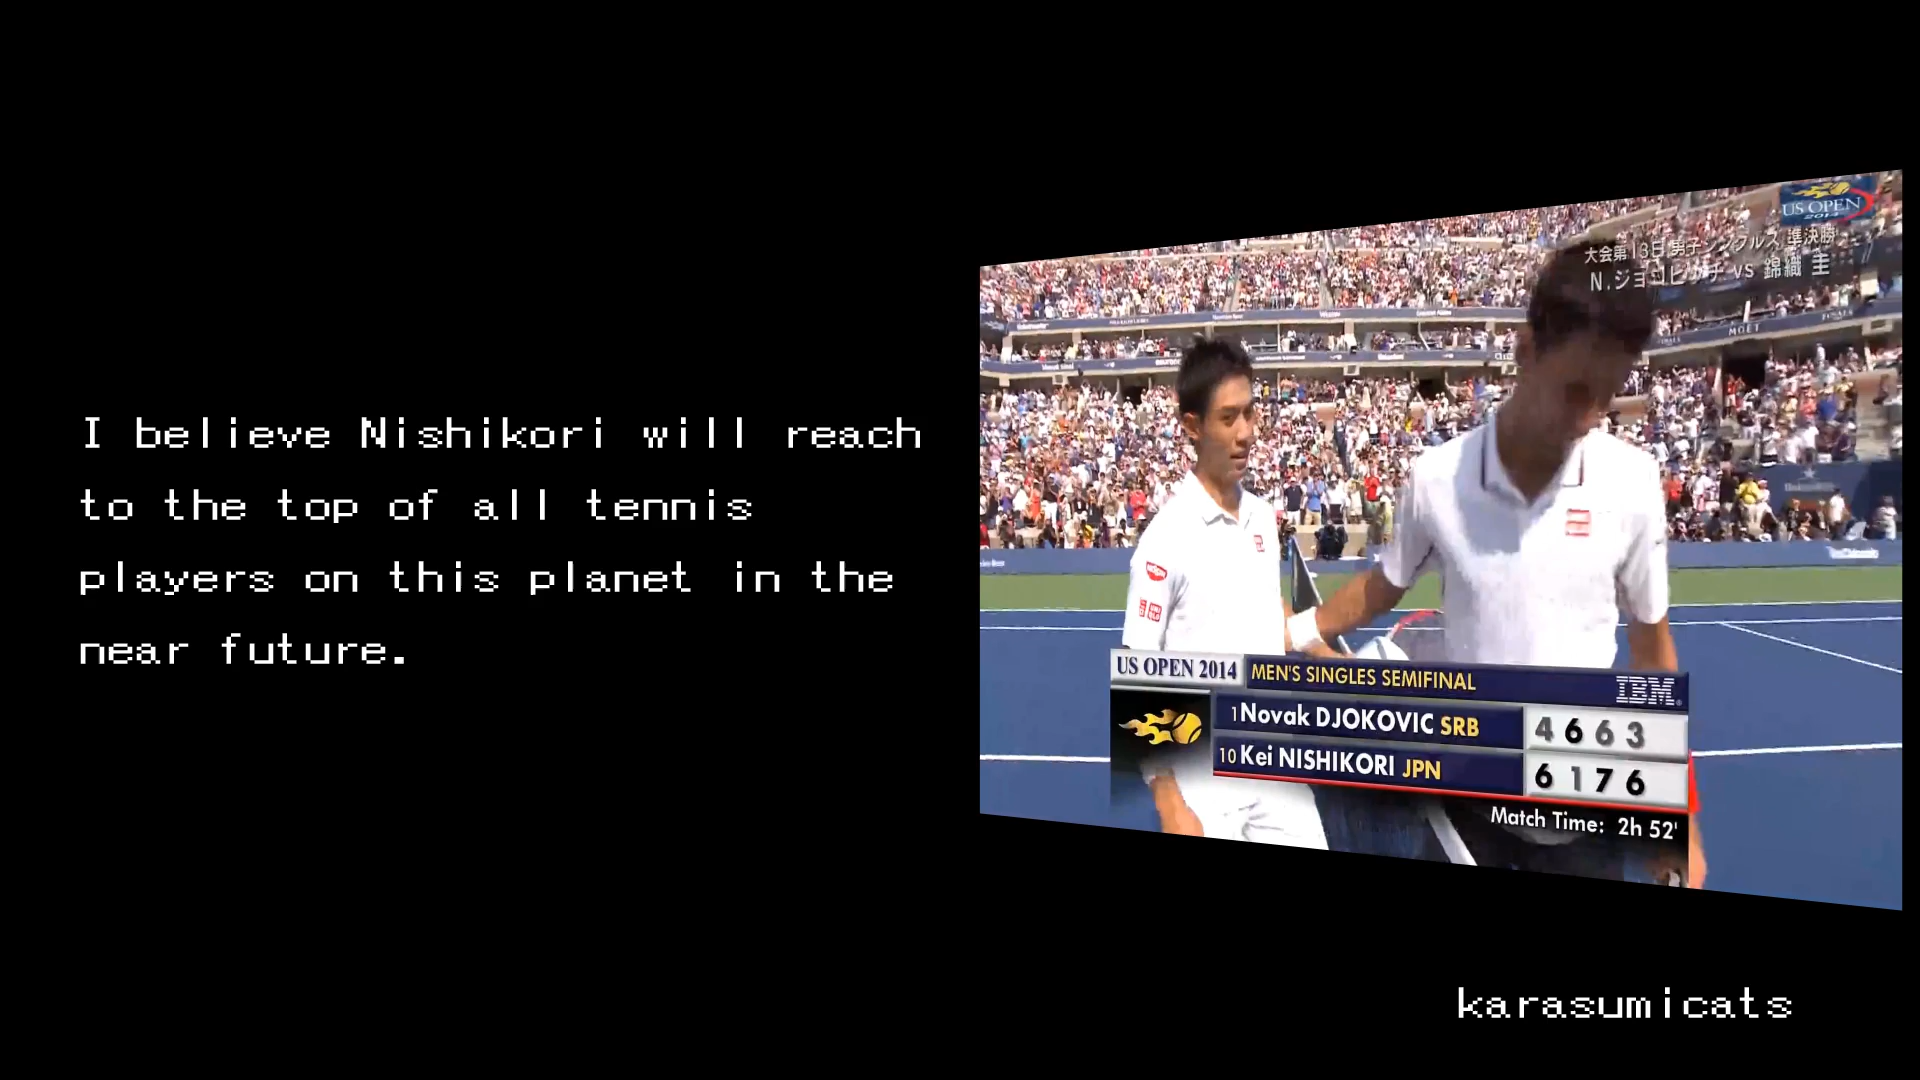 I believe Nishikori will reach
to the top of all tennis
players on this planet in the
near future.
US OPEN
2014
大会第13日 男子シングルス 準決勝
N.ジョコビッチ vs 錦織 圭
MOËT
US OPEN 2014 MEN'S SINGLES SEMIFINAL IBM
1 Novak DJOKOVIC SRB 4 6 6 3
10 Kei NISHIKORI JPN 6 1 7 6
Match Time: 2h 52'
karasumicats